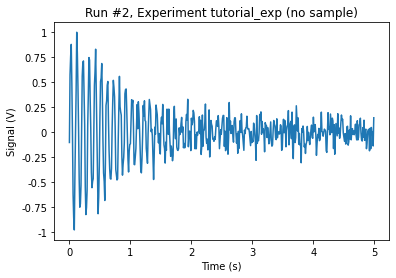 Run #2, Experiment tutorial_exp (no sample)
1
0.75
0.5
0.25
0
-0.25
-0.5
-0.75
-1
Signal (V)
0 1 2 3 4 5
Time (s)